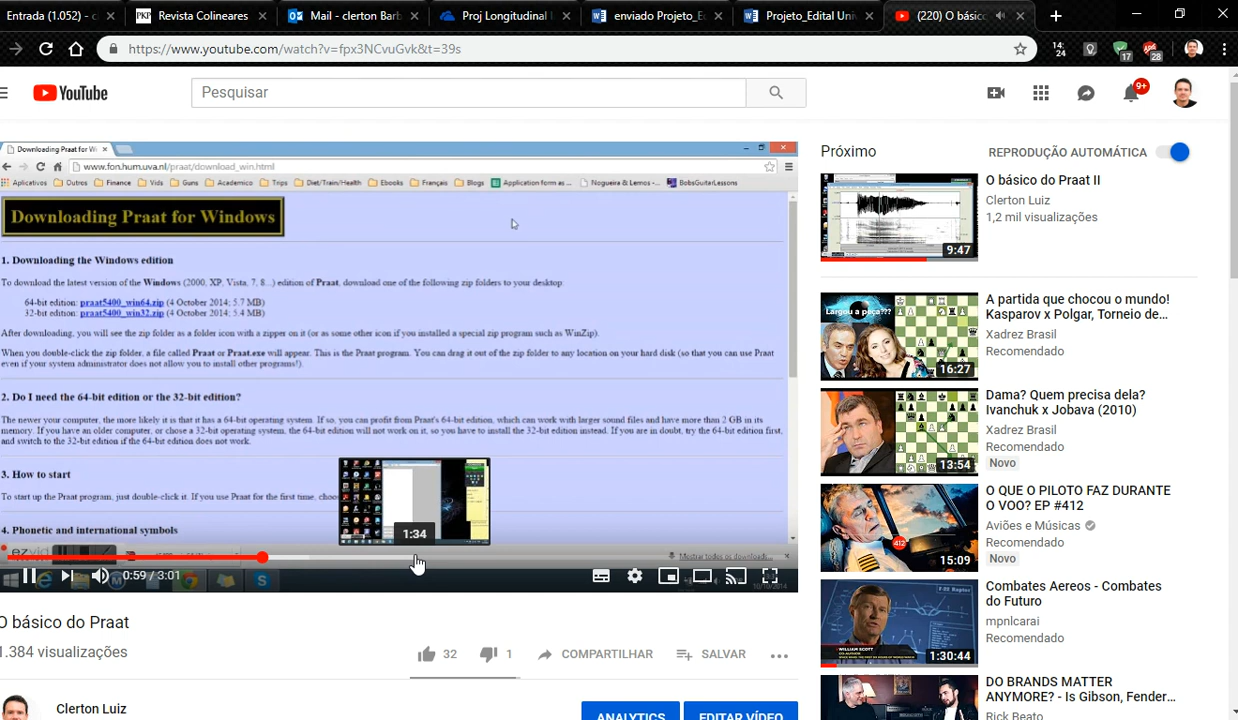 Entrada (1.052) - c
Revista Colineares
Mail - clerton Barb
Proj Longitudinal
enviado Projeto_Ec
Projeto_Edital Univ
(220) O básico
https://www.youtube.com/watch?v=fpx3NCvuGvk&t=39s
14:
24
17
28
YouTube
Pesquisar
9+
Downloading Praat for W
www.fon.hum.uva.nl/praat/download_win.html
Aplicativos Outros Finance Vids Guns Academico Trips Diet/Train/Health Ebooks Français Blogs Application form as ... Nogueira & Lemos -... BobsGuitarLessons
Downloading Praat for Windows
1. Downloading the Windows edition
To download the latest version of the Windows (2000, XP, Vista, 7, 8...) edition of Praat, download one of the following zip folders to your desktop:
64-bit edition: praat5400_win64.zip (4 October 2014; 5.7 MB)
32-bit edition: praat5400_win32.zip (4 October 2014; 5.4 MB)
After downloading, you will see the zip folder as a folder icon with a zipper on it (or as some other icon if you installed a special zip program such as WinZip).
When you double-click the zip folder, a file called Praat or Praat.exe will appear. This is the Praat program. You can drag it out of the zip folder to any location on your hard disk (so that you can use Praat
even if your system administrator does not allow you to install other programs!).
2. Do I need the 64-bit edition or the 32-bit edition?
The newer your computer, the more likely it is that it has a 64-bit operating system. If so, you can profit from Praat's 64-bit edition, which can work with larger sound files and have more than 2 GB in its
memory. If you have an older computer, or chose a 32-bit operating system, the 64-bit edition will not work on it, so you have to install the 32-bit edition instead. If you are in doubt, try the 64-bit edition first,
and switch to the 32-bit edition if the 64-bit edition does not work.
3. How to start
To start up the Praat program, just double-click it. If you use Praat for the first time, choo
4. Phonetic and international symbols
1:34
ezvid
Mostrar todos os downloads...
0:59 / 3:01
O básico do Praat
1.384 visualizações
32
1
COMPARTILHAR
SALVAR
Clerton Luiz
ANALYTICS
EDITAR VÍDEO
Próximo
REPRODUÇÃO AUTOMÁTICA
9:47
O básico do Praat II
Clerton Luiz
1,2 mil visualizações
Largou a peça???
16:27
A partida que chocou o mundo!
Kasparov x Polgar, Torneio de...
Xadrez Brasil
Recomendado
13:54
Dama? Quem precisa dela?
Ivanchuk x Jobava (2010)
Xadrez Brasil
Recomendado
Novo
412
15:09
O QUE O PILOTO FAZ DURANTE
O VOO? EP #412
Aviões e Músicas
Recomendado
Novo
WILLIAM SCOTT
1:30:44
Combates Aereos - Combates
do Futuro
mpnlcarai
Recomendado
DO BRANDS MATTER
ANYMORE? - Is Gibson, Fender...
Rick Beato